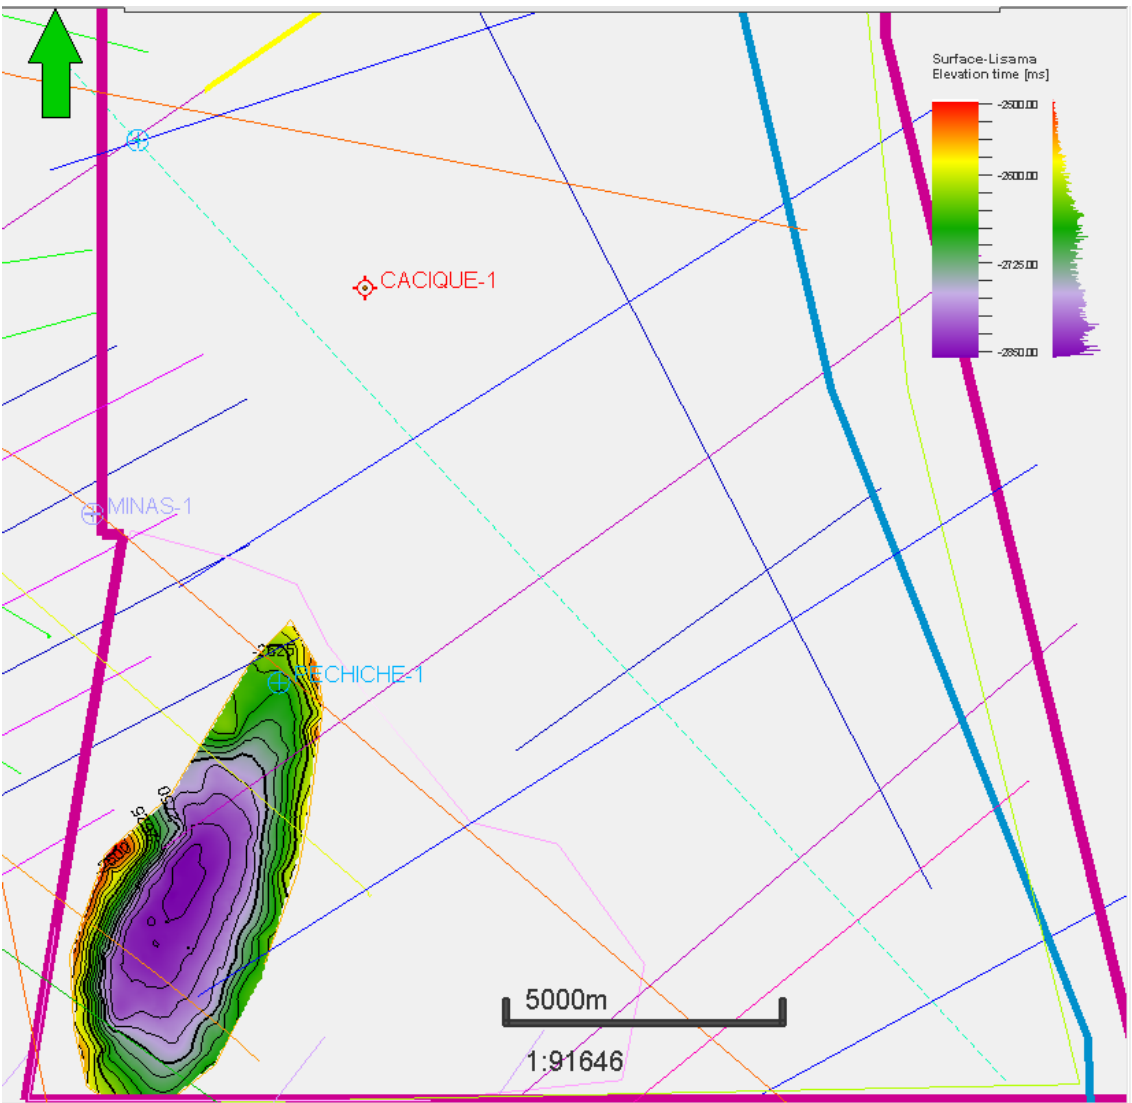 Surface-Lisama
Elevation time [ms]
-2500.00
-2600.00
-2725.00
-2850.00
CACIQUE-1
MINAS-1
-2625
PECHICHE-1
-2600
5000m
1:91646